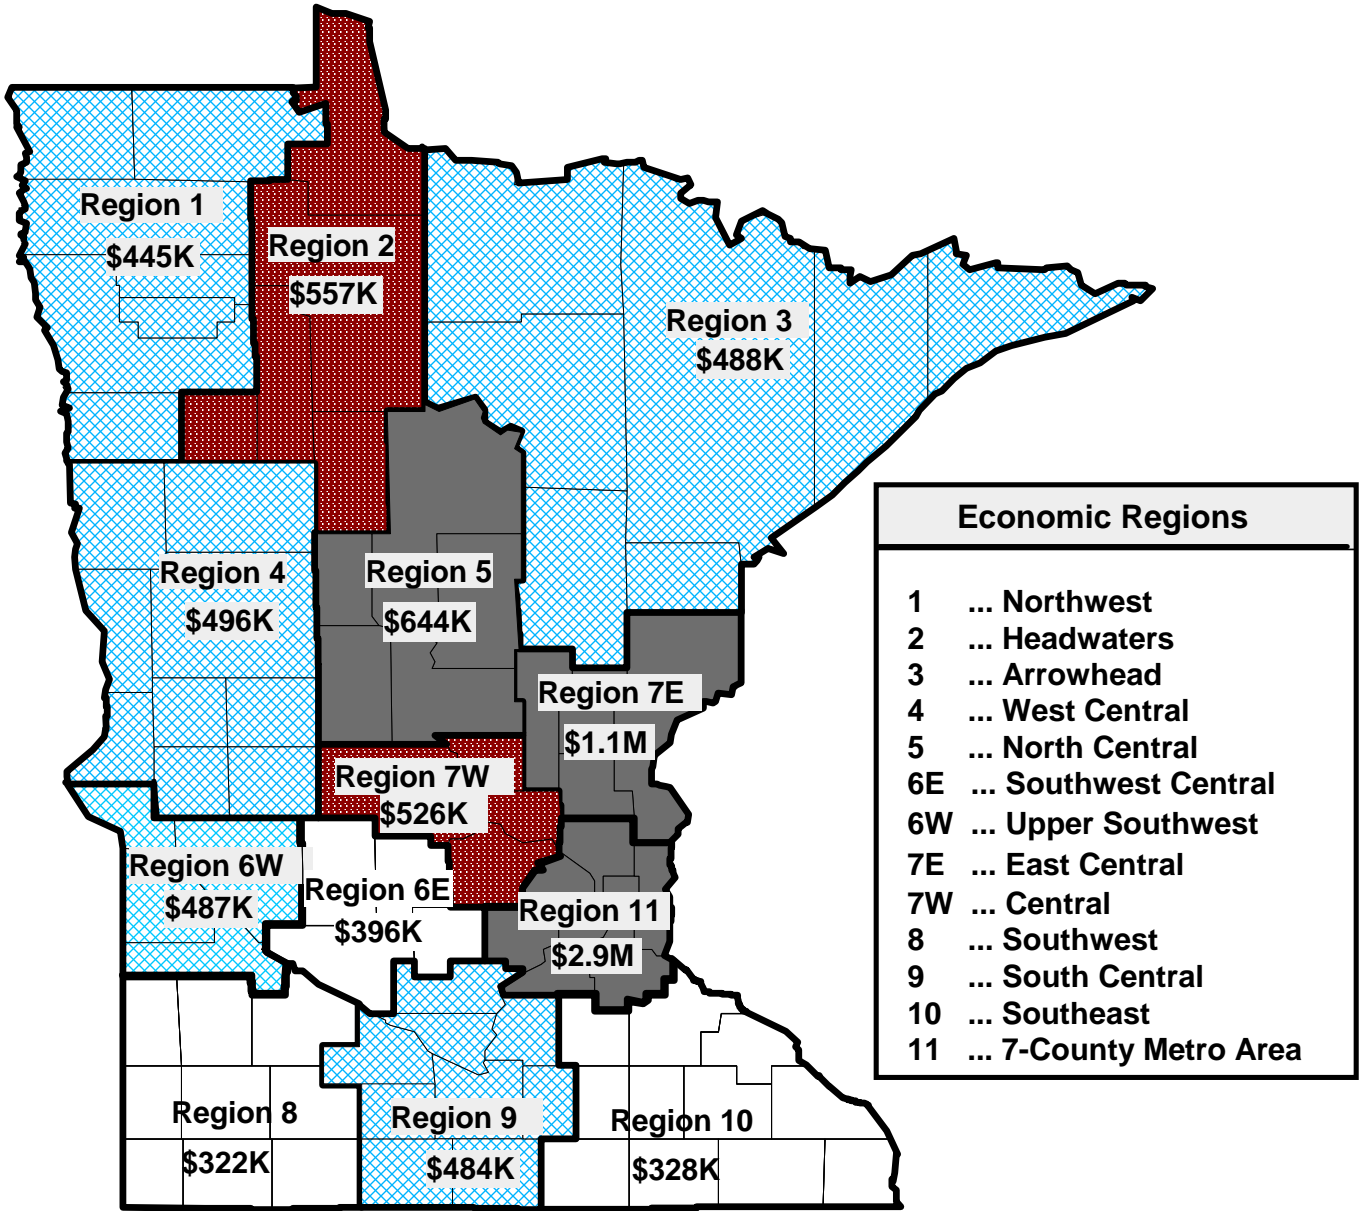 Region 1
$445K
Region 2
$557K
Region 3
$488K
Region 4
$496K
Region 5
$644K
Region 7E
$1.1M
Region 7W
$526K
Region 6W
$487K
Region 6E
$396K
Region 11
$2.9M
Region 8
$322K
Region 9
$484K
Region 10
$328K
Economic Regions
1 ... Northwest
2 ... Headwaters
3 ... Arrowhead
4 ... West Central
5 ... North Central
6E ... Southwest Central
6W ... Upper Southwest
7E ... East Central
7W ... Central
8 ... Southwest
9 ... South Central
10 ... Southeast
11 ... 7-County Metro Area